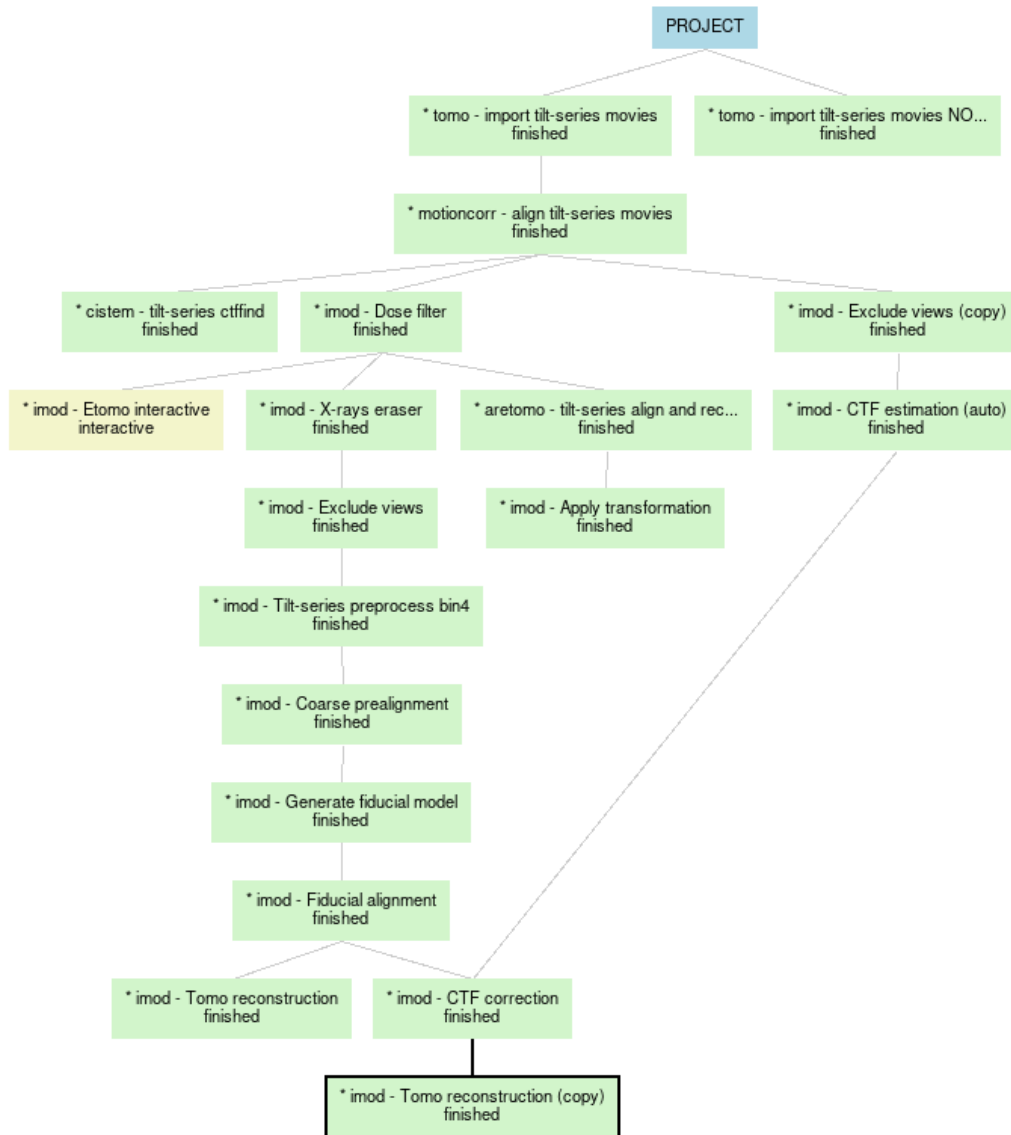 PROJECT
* tomo - import tilt-series movies
finished
* tomo - import tilt-series movies NO...
finished
* motioncorr - align tilt-series movies
finished
* cistem - tilt-series ctffind
finished
* imod - Dose filter
finished
* imod - Exclude views (copy)
finished
* imod - Etomo interactive
interactive
* imod - X-rays eraser
finished
* aretomo - tilt-series align and rec...
finished
* imod - CTF estimation (auto)
finished
* imod - Exclude views
finished
* imod - Apply transformation
finished
* imod - Tilt-series preprocess bin4
finished
* imod - Coarse prealignment
finished
* imod - Generate fiducial model
finished
* imod - Fiducial alignment
finished
* imod - Tomo reconstruction
finished
* imod - CTF correction
finished
* imod - Tomo reconstruction (copy)
finished